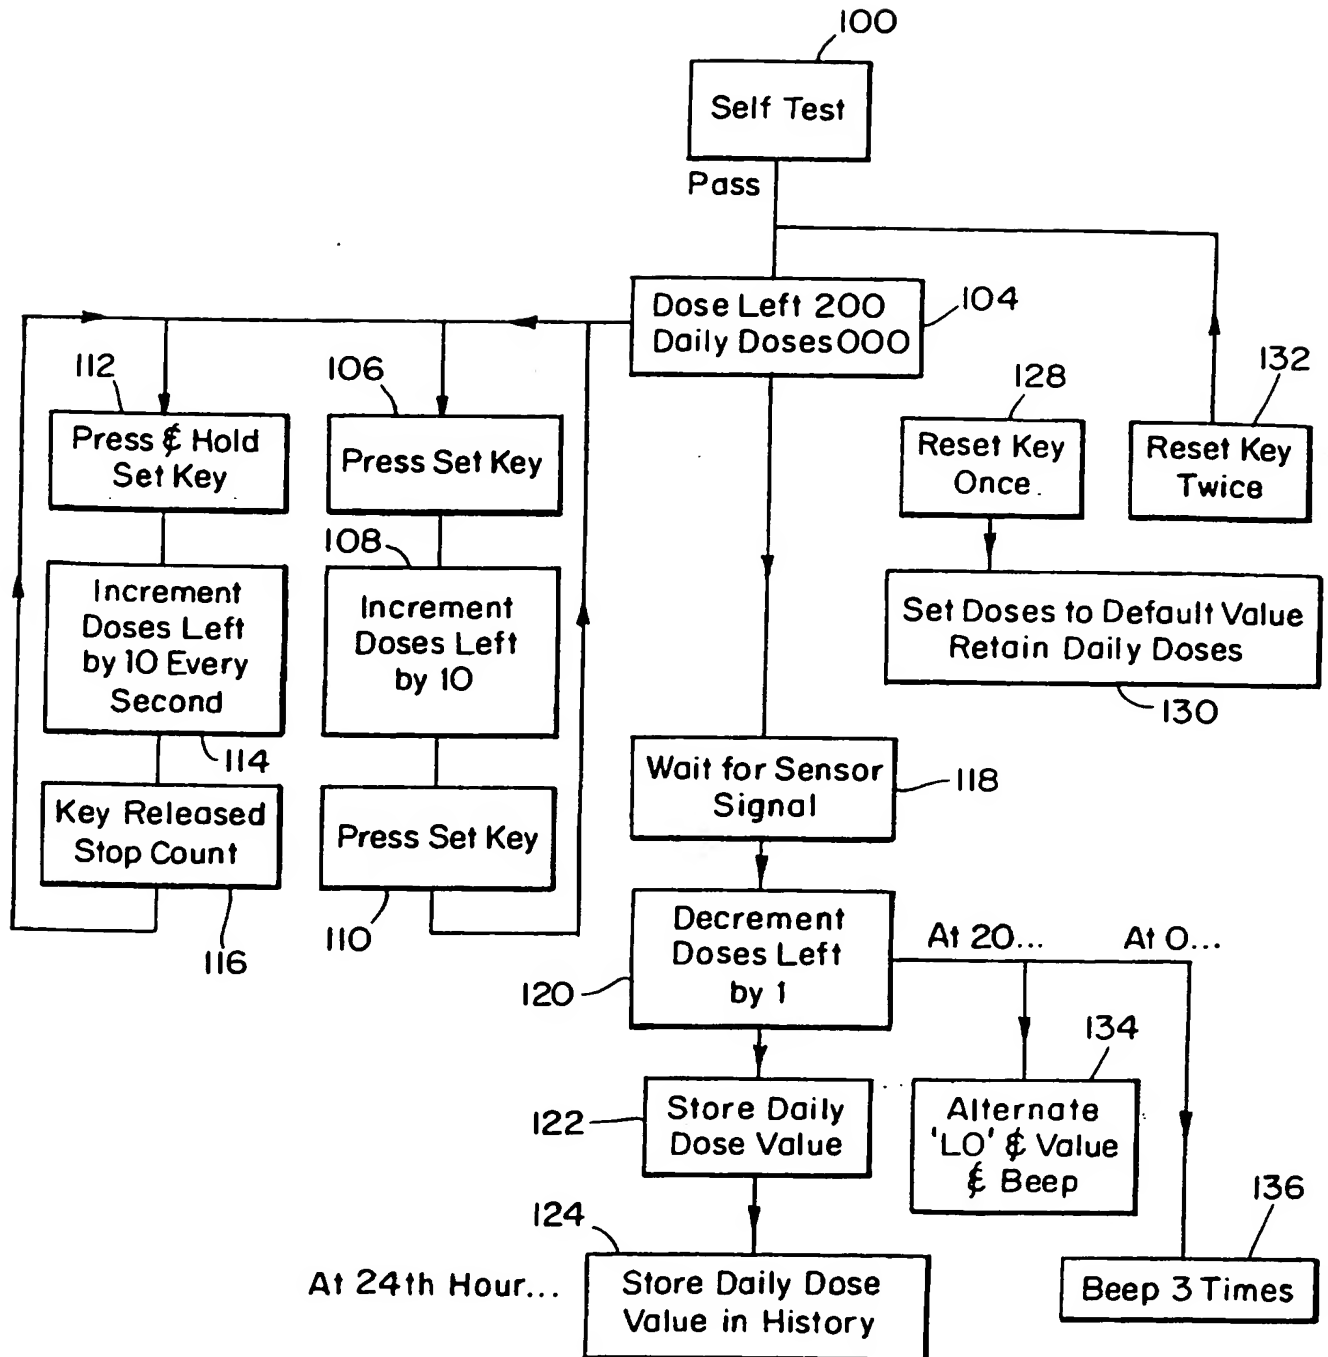 100
Self Test
Pass
Dose Left 200
Daily Doses 000
104
112
Press & Hold
Set Key
106
Press Set Key
128
Reset Key
Once
132
Reset Key
Twice
108
Increment
Doses Left
by 10 Every
Second
114
Increment
Doses Left
by 10
Set Doses to Default Value
Retain Daily Doses
130
Key Released
Stop Count
116
Press Set Key
110
Wait for Sensor
Signal
118
Decrement
Doses Left
by 1
120
At 20...
At 0...
122
Store Daily
Dose Value
134
Alternate
'LO' & Value
& Beep
124
At 24th Hour...
Store Daily Dose
Value in History
136
Beep 3 Times